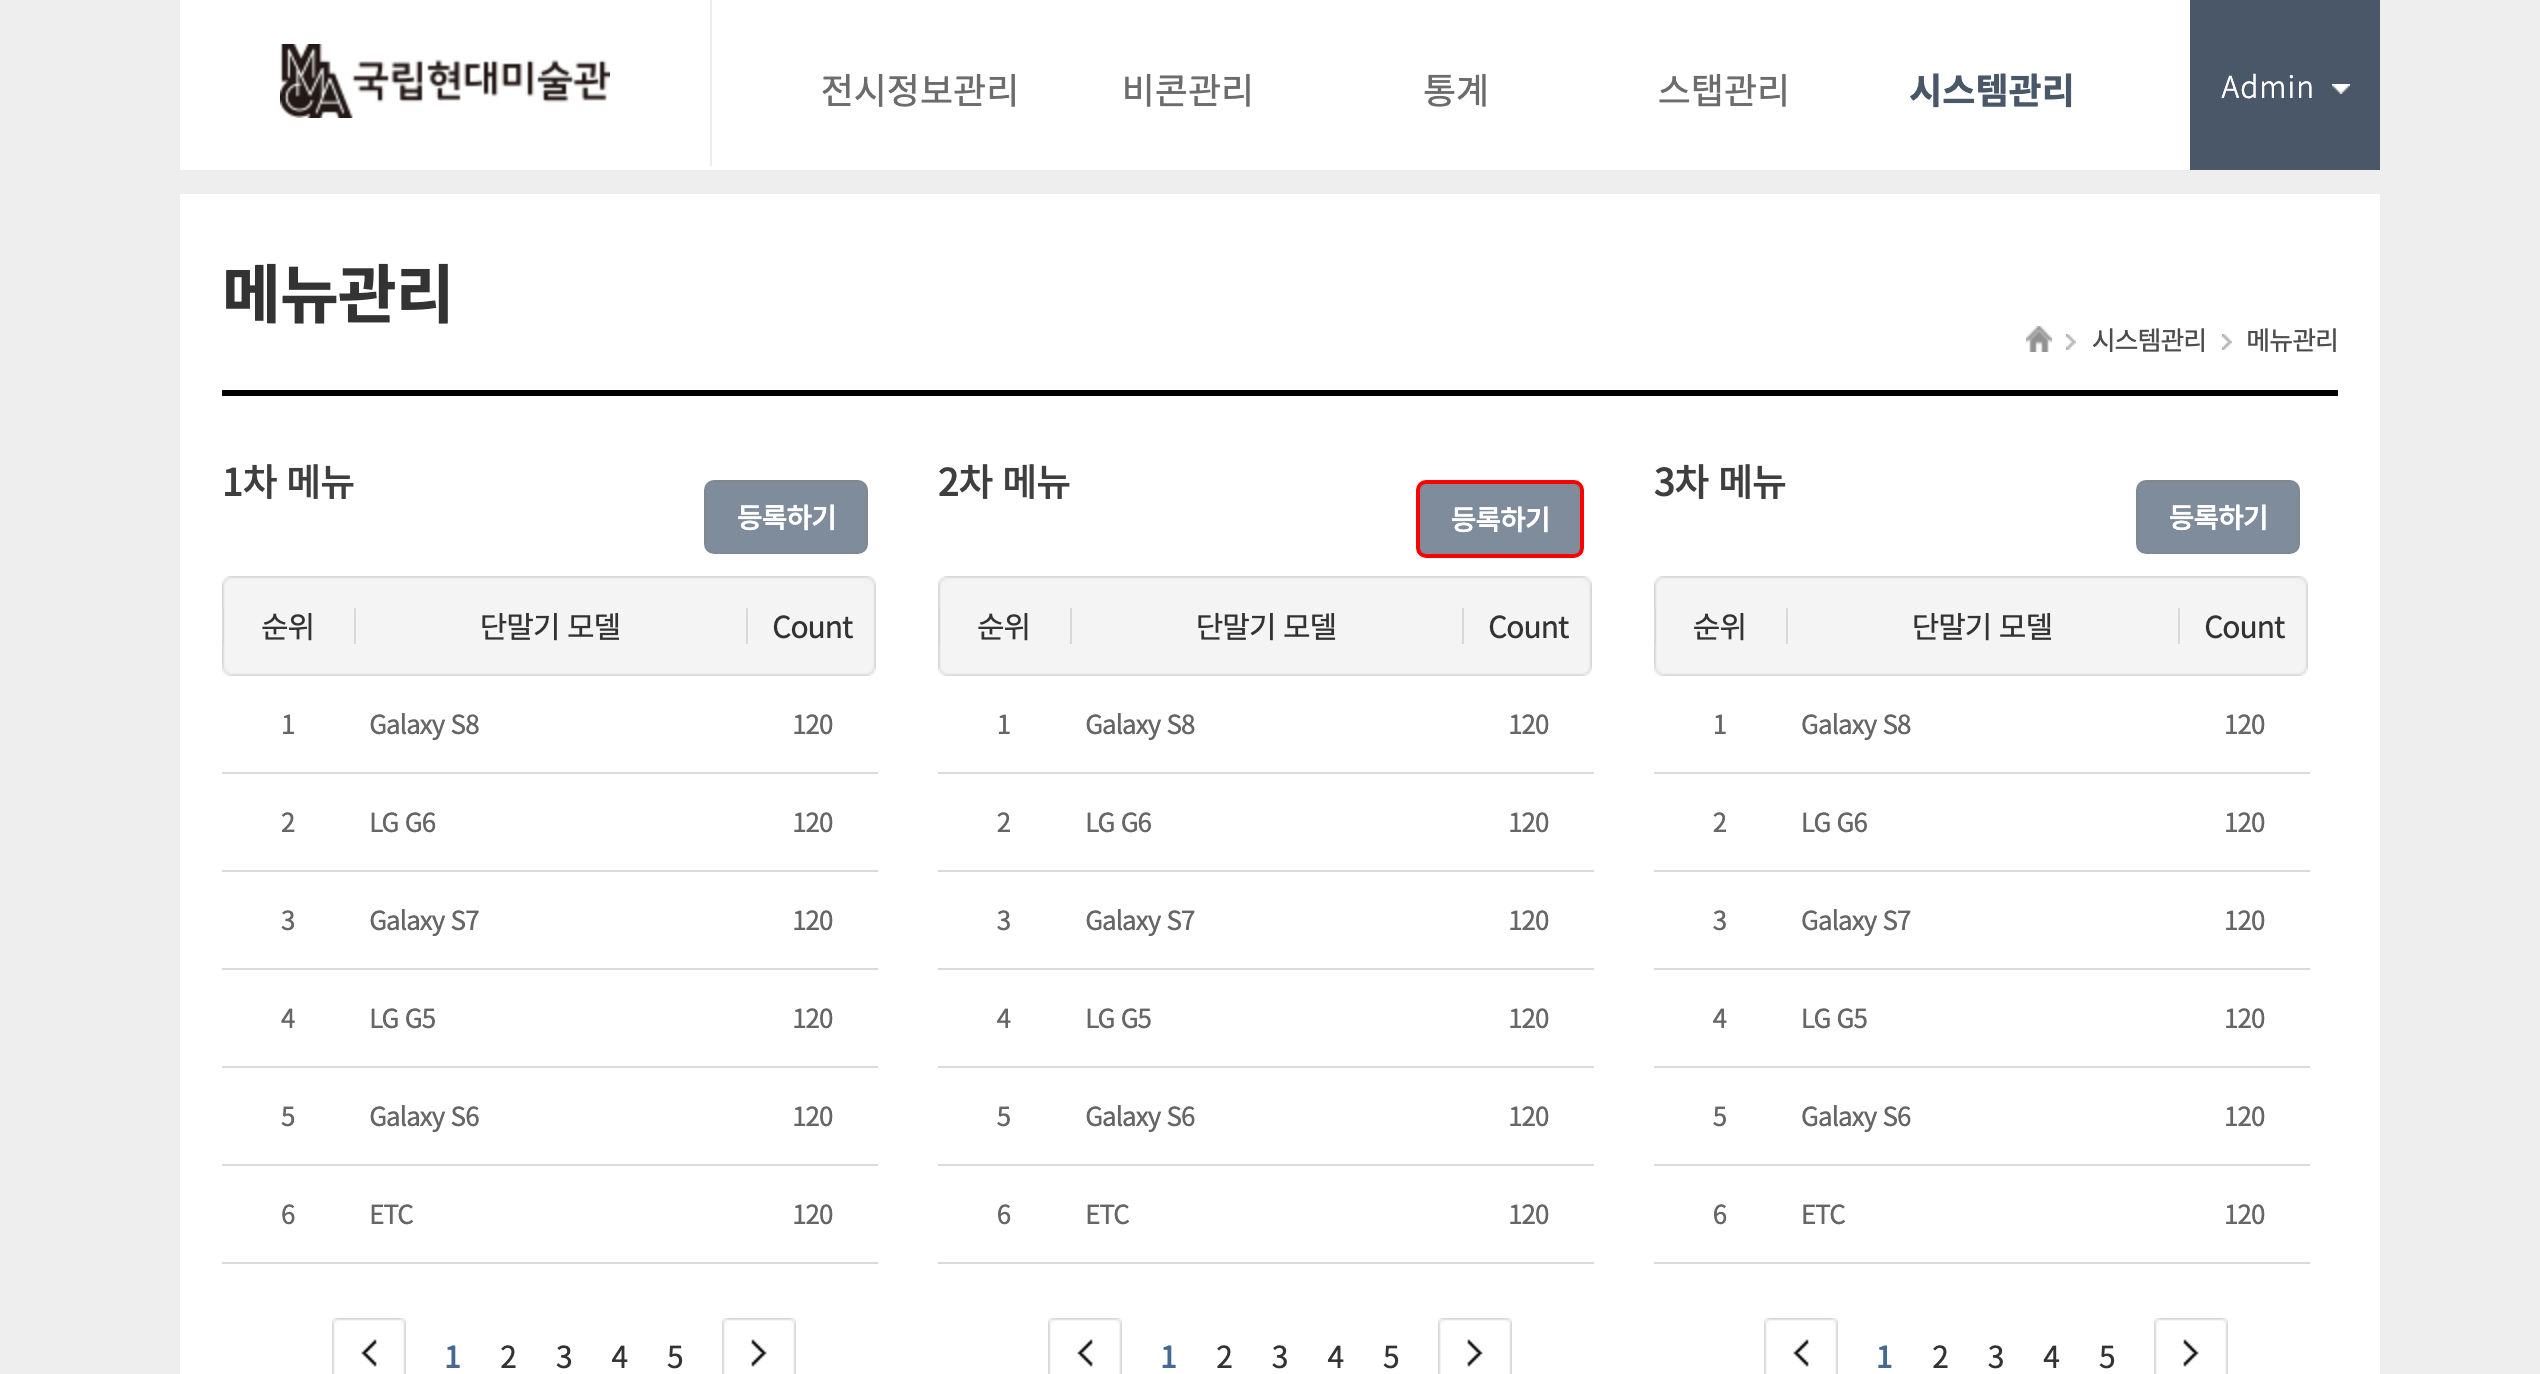 MMCA 국립현대미술관
전시정보관리 비콘관리 통계 스탭관리 시스템관리 Admin
메뉴관리
시스템관리 > 메뉴관리
1차 메뉴
등록하기
순위 단말기 모델 Count
1 Galaxy S8 120
2 LG G6 120
3 Galaxy S7 120
4 LG G5 120
5 Galaxy S6 120
6 ETC 120
< 1 2 3 4 5 >
2차 메뉴
등록하기
순위 단말기 모델 Count
1 Galaxy S8 120
2 LG G6 120
3 Galaxy S7 120
4 LG G5 120
5 Galaxy S6 120
6 ETC 120
< 1 2 3 4 5 >
3차 메뉴
등록하기
순위 단말기 모델 Count
1 Galaxy S8 120
2 LG G6 120
3 Galaxy S7 120
4 LG G5 120
5 Galaxy S6 120
6 ETC 120
< 1 2 3 4 5 >